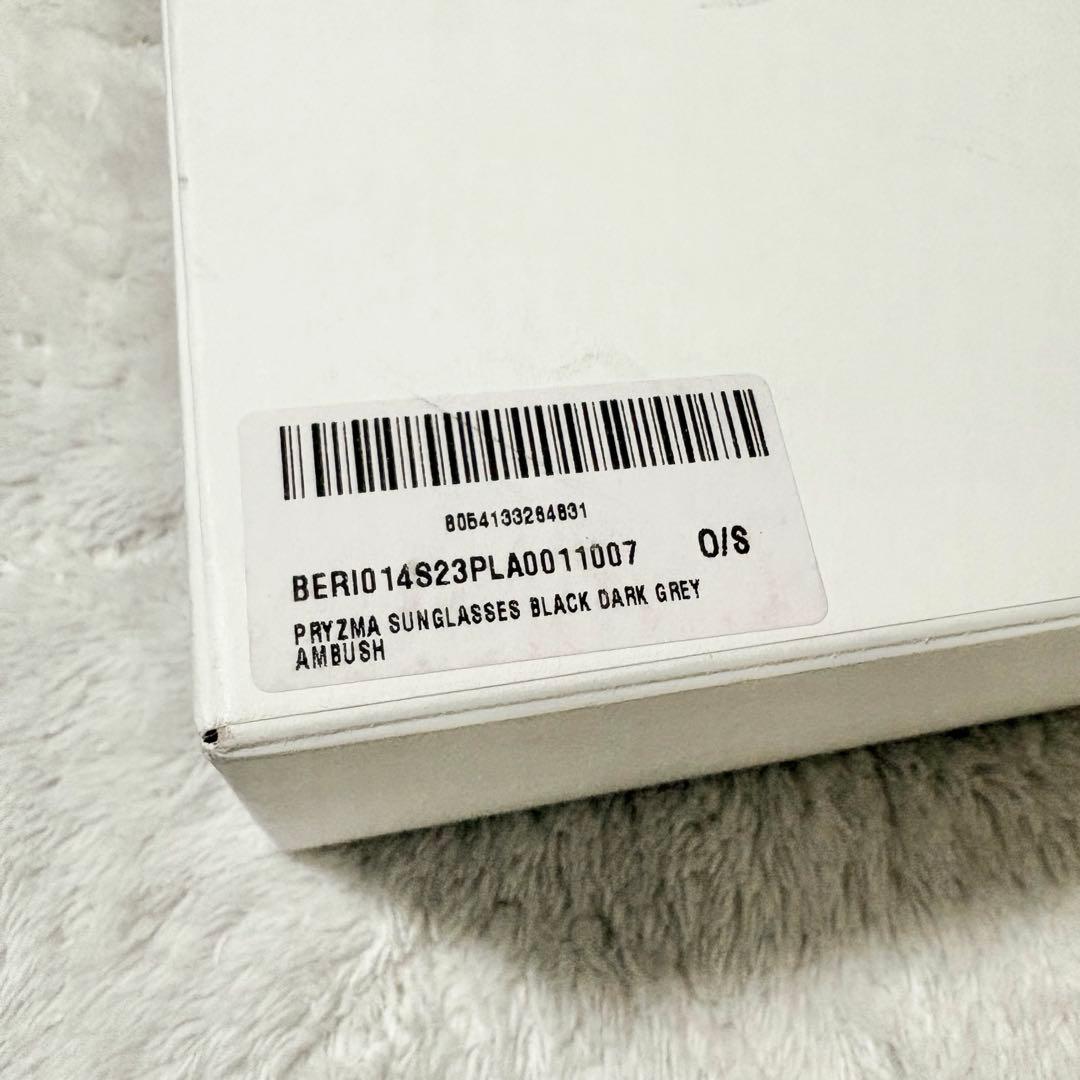 8054133264831
BERI014S23PLA0011007 O/S
PRYZMA SUNGLASSES BLACK DARK GREY
AMBUSH